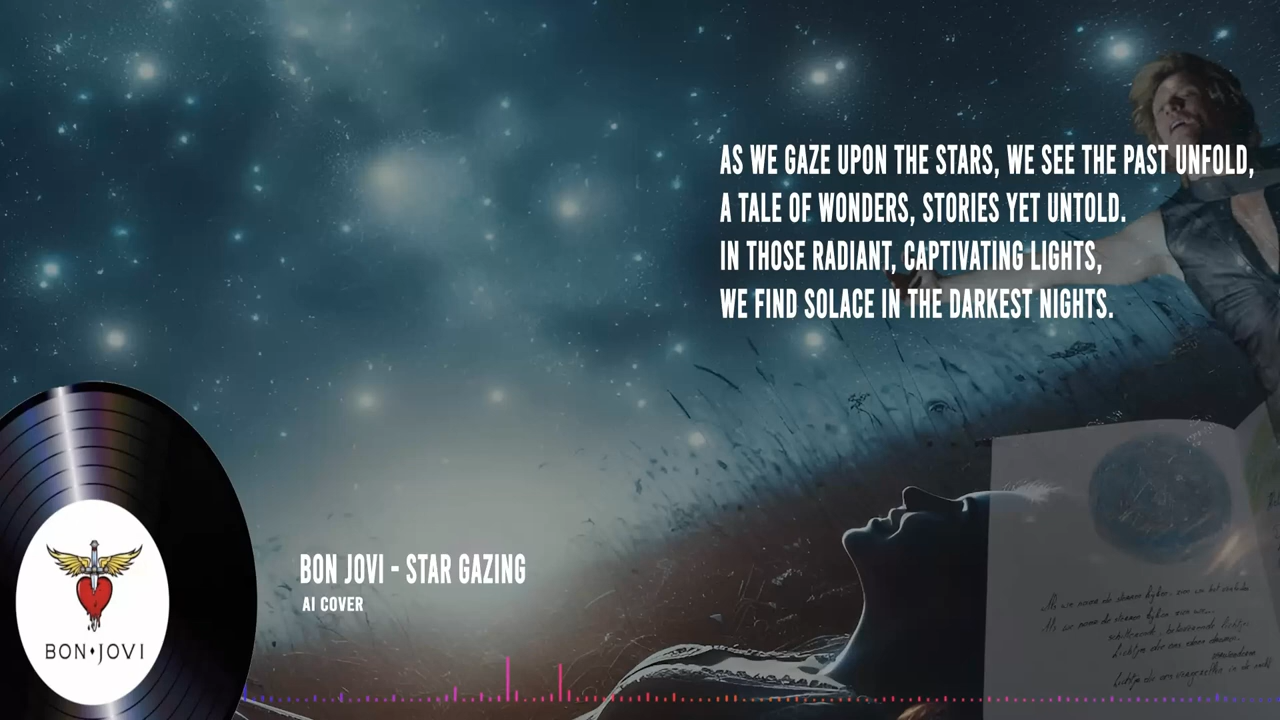 AS WE GAZE UPON THE STARS, WE SEE THE PAST UNFOLD,
A TALE OF WONDERS, STORIES YET UNTOLD.
IN THOSE RADIANT, CAPTIVATING LIGHTS,
WE FIND SOLACE IN THE DARKEST NIGHTS.
BON JOVI - STAR GAZING
AI COVER
BON JOVI